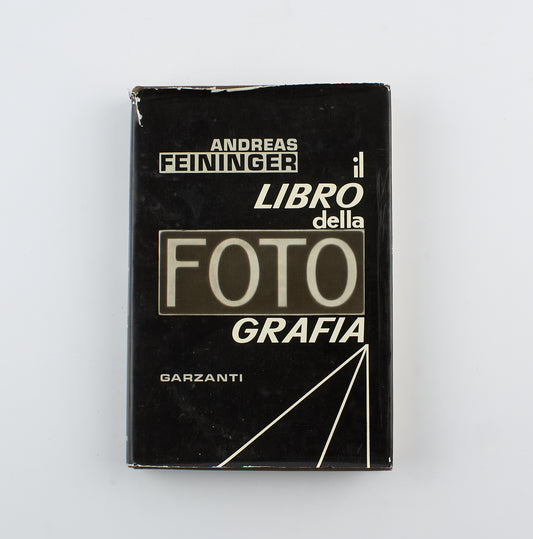 ANDREAS
FEININGER
il
LIBRO
della
FOTO
GRAFIA
GARZANTI